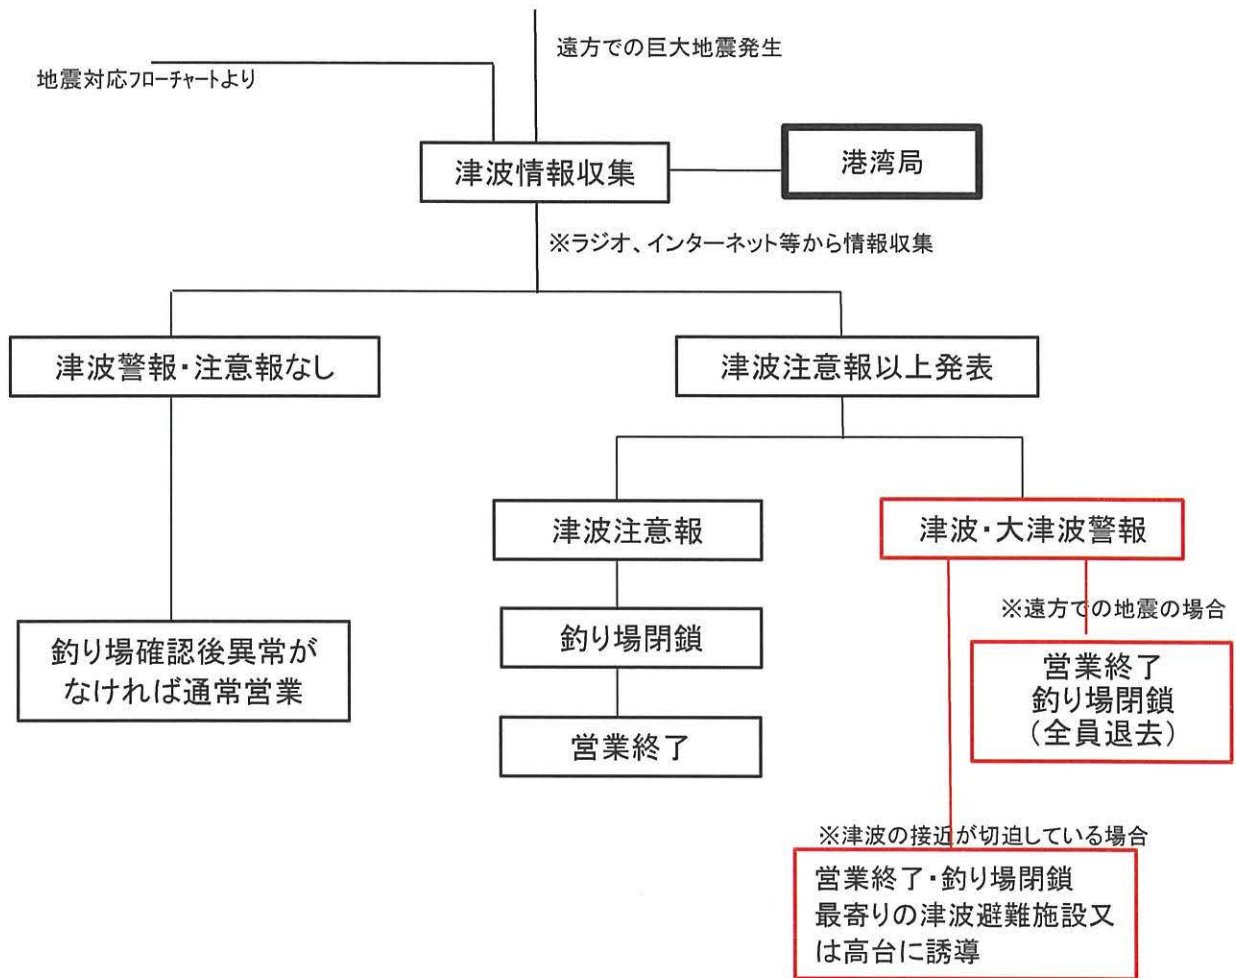 遠方での巨大地震発生
地震対応フローチャートより
津波情報収集
港湾局
※ラジオ、インターネット等から情報収集
津波警報・注意報なし
津波注意報以上発表
津波注意報
津波・大津波警報
※遠方での地震の場合
釣り場閉鎖
釣り場確認後異常が
なければ通常営業
営業終了
釣り場閉鎖
(全員退去)
営業終了
※津波の接近が切迫している場合
営業終了・釣り場閉鎖
最寄りの津波避難施設又
は高台に誘導